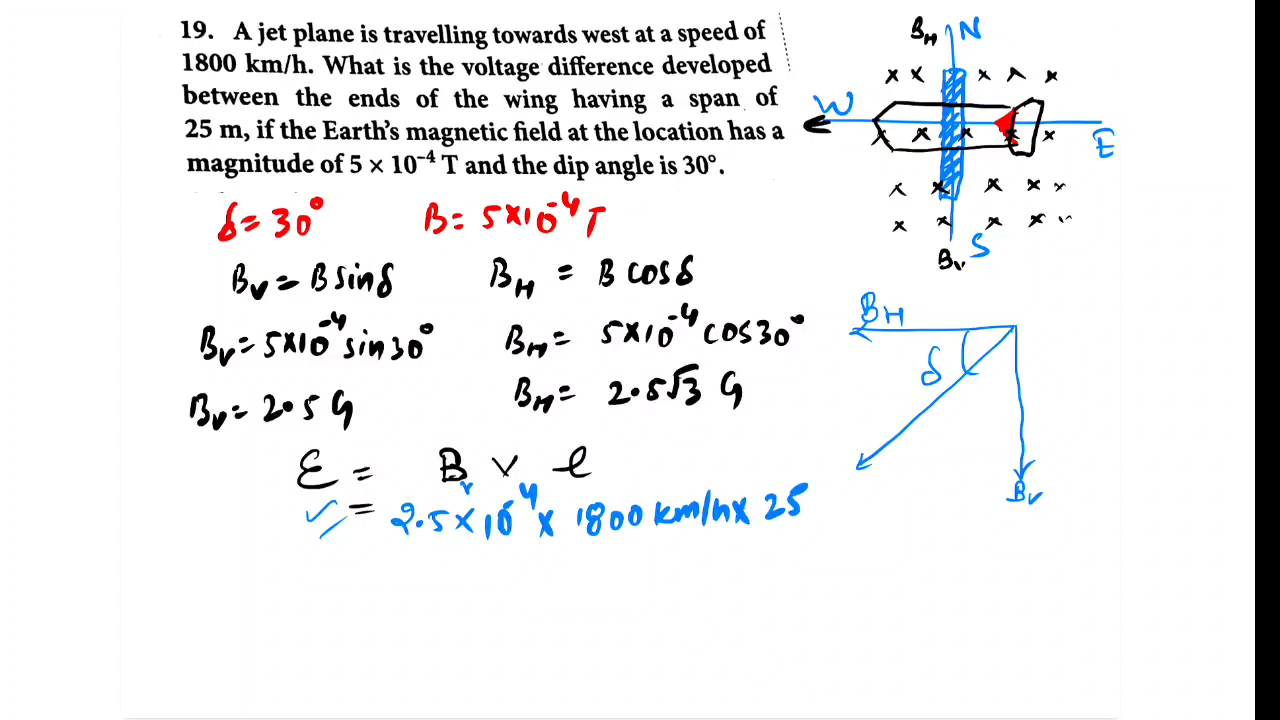 19. A jet plane is travelling towards west at a speed of
1800 km/h. What is the voltage difference developed
between the ends of the wing having a span of
25 m, if the Earth's magnetic field at the location has a
magnitude of 5 × 10⁻⁴ T and the dip angle is 30°.
B_H N
W
E
B_V S
δ = 30° B = 5×10⁻⁴ T
B_V = B sin δ B_H = B cos δ
B_V = 5×10⁻⁴ sin 30° B_H = 5×10⁻⁴ cos 30°
B_V = 2.5 G B_H = 2.5√3 G
B_H
δ
B_V
ε = B_v v l
= 2.5 × 10⁻⁴ × 1800 km/h × 25